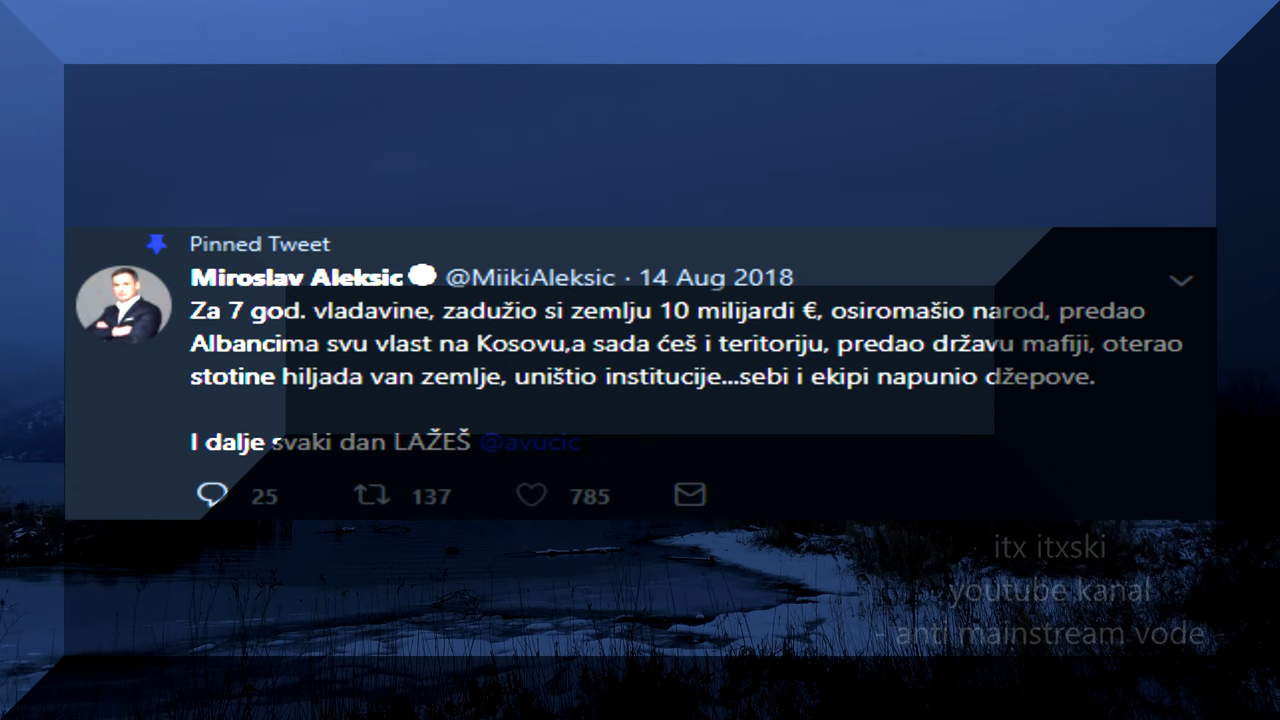 Pinned Tweet
Miroslav Aleksic @MiikiAleksic · 14 Aug 2018
Za 7 god. vladavine, zadužio si zemlju 10 milijardi €, osiromašio narod, predao
Albancima svu vlast na Kosovu,a sada ćeš i teritoriju, predao državu mafiji, oterao
stotine hiljada van zemlje, uništio institucije...sebi i ekipi napunio džepove.
I dalje svaki dan LAŽEŠ @avucic
25 137 785
itx itxski
youtube kanal
- anti mainstream vode -